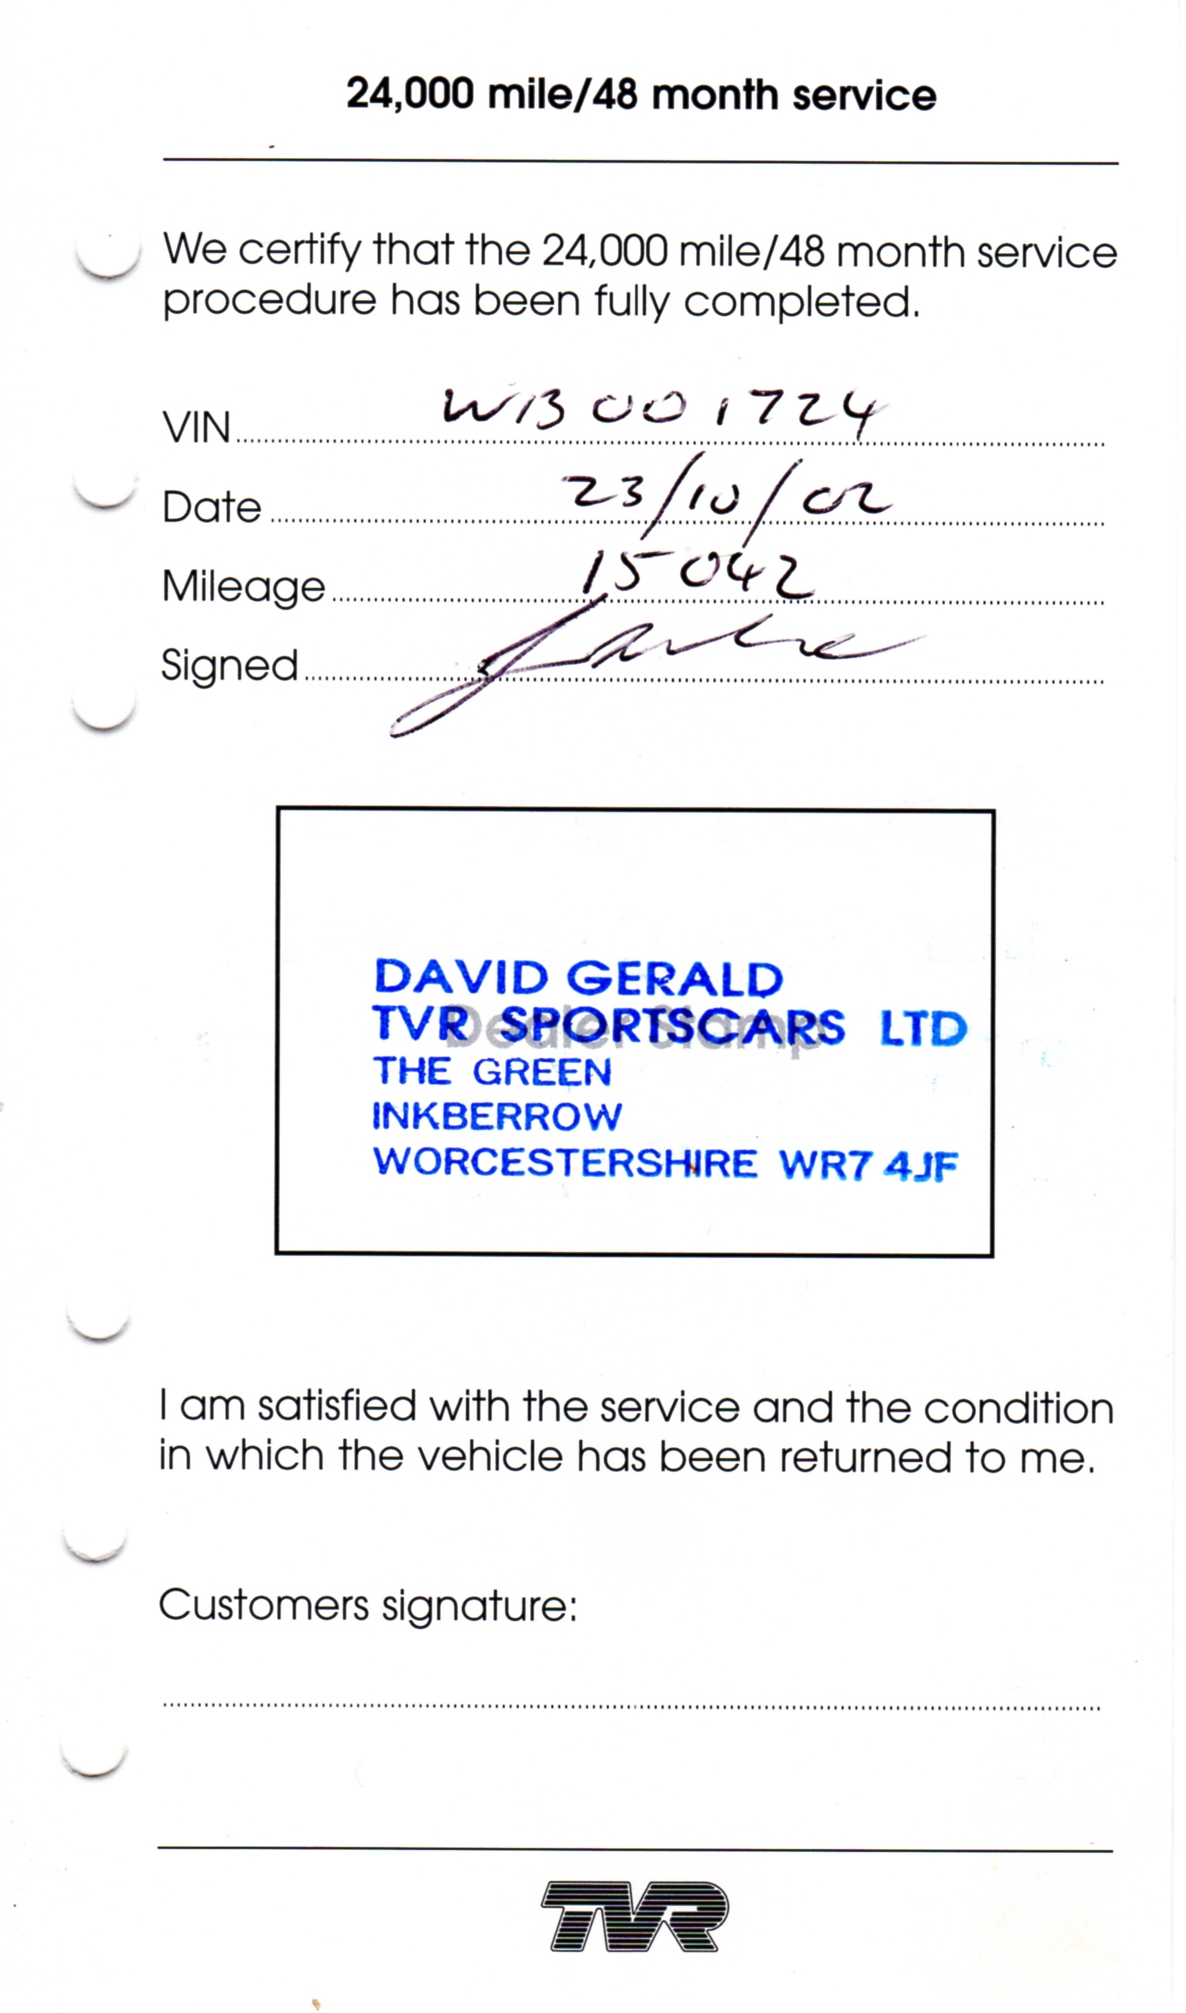 24,000 mile/48 month service
We certify that the 24,000 mile/48 month service
procedure has been fully completed.
VIN WB001724
Date 23/10/02
Mileage 15042
Signed
DAVID GERALD
TVR SPORTSCARS LTD
Dealer Stamp
THE GREEN
INKBERROW
WORCESTERSHIRE WR7 4JF
I am satisfied with the service and the condition
in which the vehicle has been returned to me.
Customers signature:
TVR